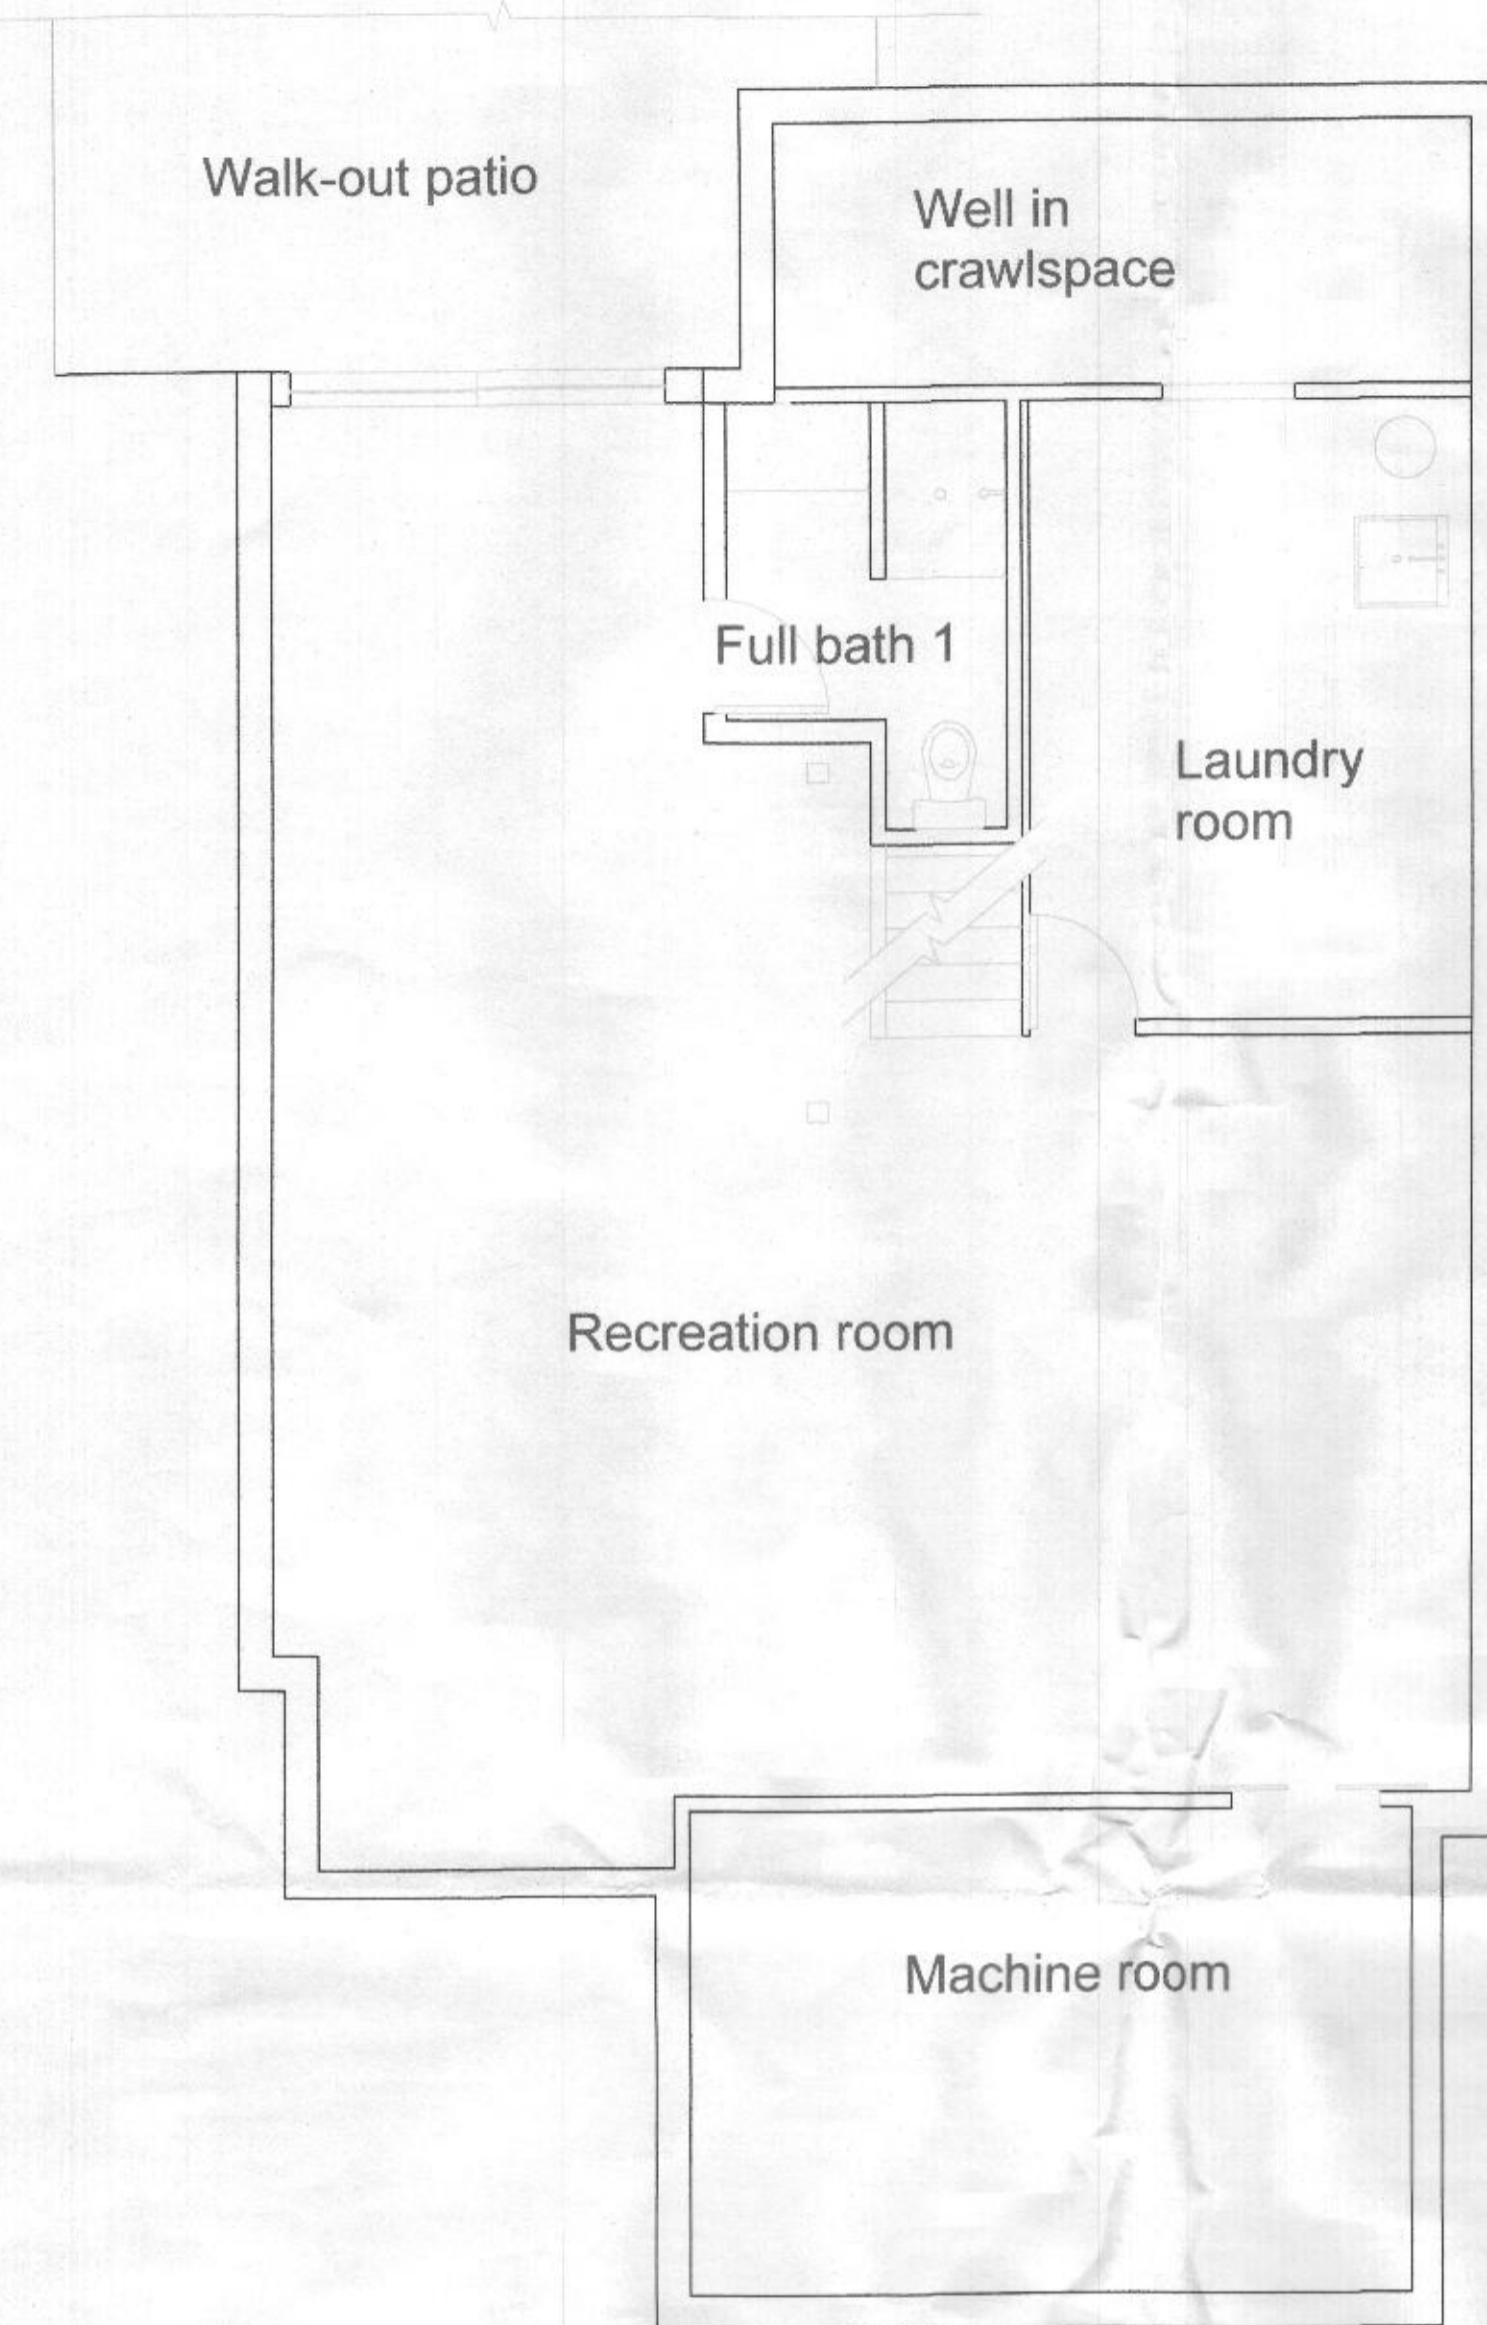 Walk-out patio
Well in
crawlspace
Full bath 1
Laundry
room
Recreation room
Machine room